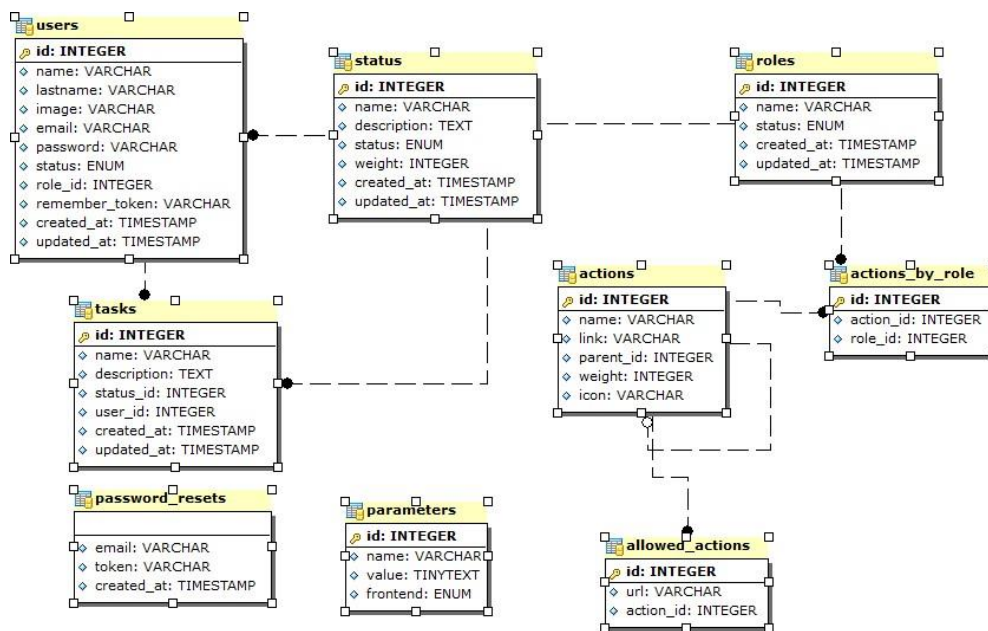 users
id: INTEGER
name: VARCHAR
lastname: VARCHAR
image: VARCHAR
email: VARCHAR
password: VARCHAR
status: ENUM
role_id: INTEGER
remember_token: VARCHAR
created_at: TIMESTAMP
updated_at: TIMESTAMP
status
id: INTEGER
name: VARCHAR
description: TEXT
status: ENUM
weight: INTEGER
created_at: TIMESTAMP
updated_at: TIMESTAMP
roles
id: INTEGER
name: VARCHAR
status: ENUM
created_at: TIMESTAMP
updated_at: TIMESTAMP
actions
id: INTEGER
name: VARCHAR
link: VARCHAR
parent_id: INTEGER
weight: INTEGER
icon: VARCHAR
actions_by_role
id: INTEGER
action_id: INTEGER
role_id: INTEGER
tasks
id: INTEGER
name: VARCHAR
description: TEXT
status_id: INTEGER
user_id: INTEGER
created_at: TIMESTAMP
updated_at: TIMESTAMP
password_resets
email: VARCHAR
token: VARCHAR
created_at: TIMESTAMP
parameters
id: INTEGER
name: VARCHAR
value: TINYTEXT
frontend: ENUM
allowed_actions
id: INTEGER
url: VARCHAR
action_id: INTEGER